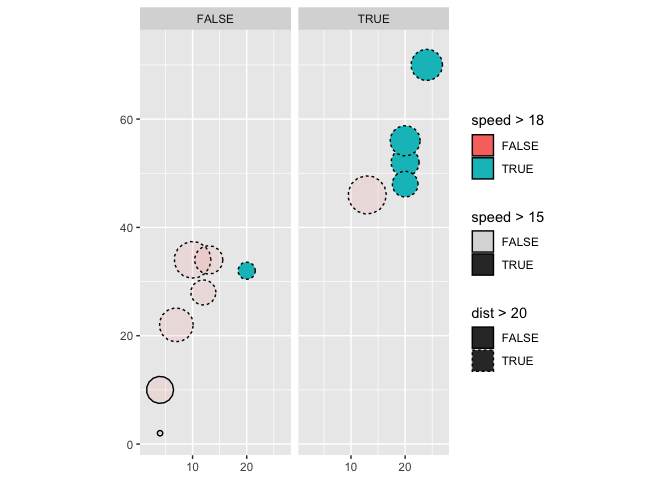 FALSE
TRUE
60
40
20
0
10
20
10
20
speed > 18
FALSE
TRUE
speed > 15
FALSE
TRUE
dist > 20
FALSE
TRUE